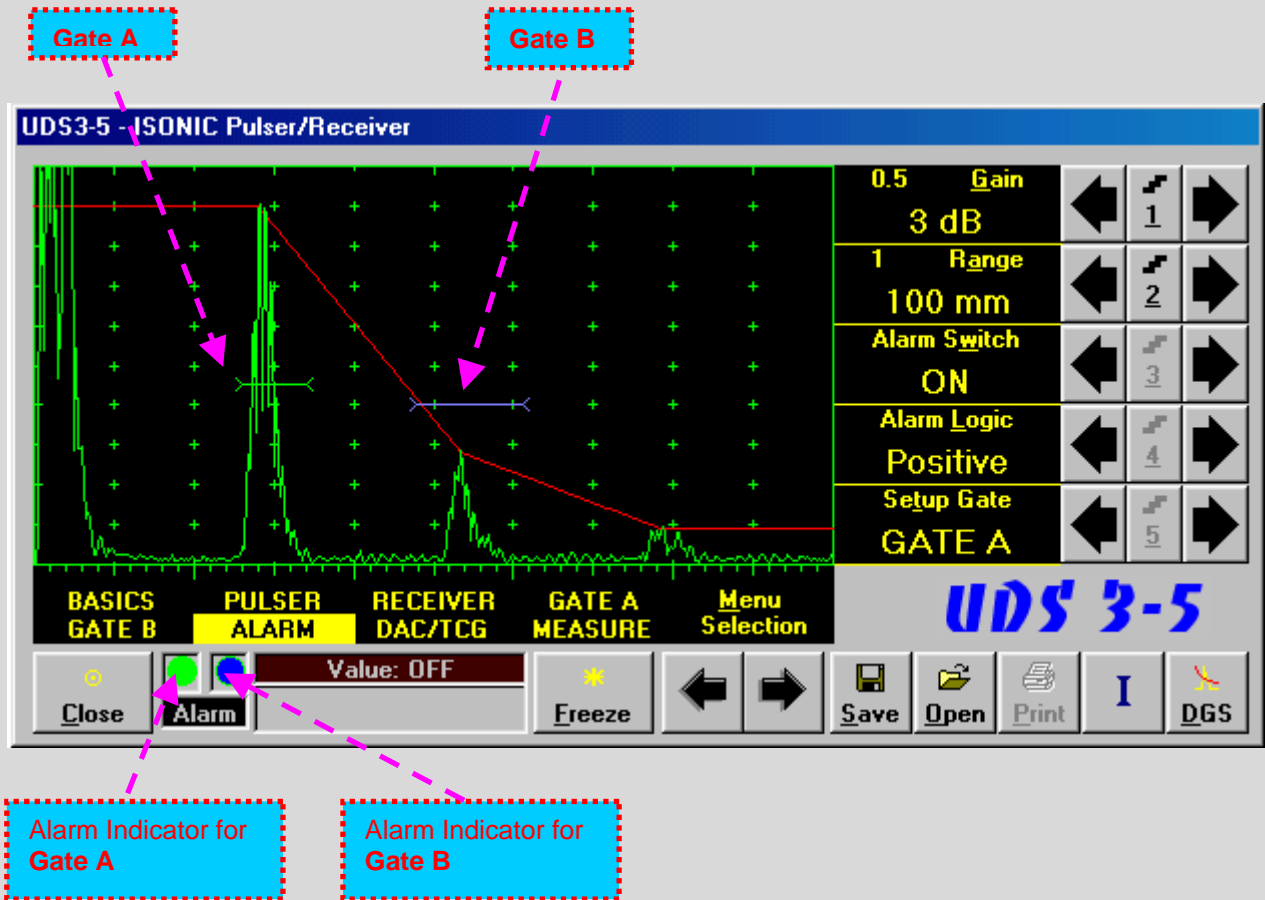 Gate A
Gate B
UDS3-5 - ISONIC Pulser/Receiver
0.5 Gain
3 dB
1
1 Range
100 mm
2
Alarm Switch
ON
3
Alarm Logic
Positive
4
Setup Gate
GATE A
5
BASICS PULSER RECEIVER GATE A Menu
GATE B ALARM DAC/TCG MEASURE Selection
UDS 3-5
Value: OFF
Close Alarm Freeze Save Open Print I DGS
Alarm Indicator for
Gate A
Alarm Indicator for
Gate B